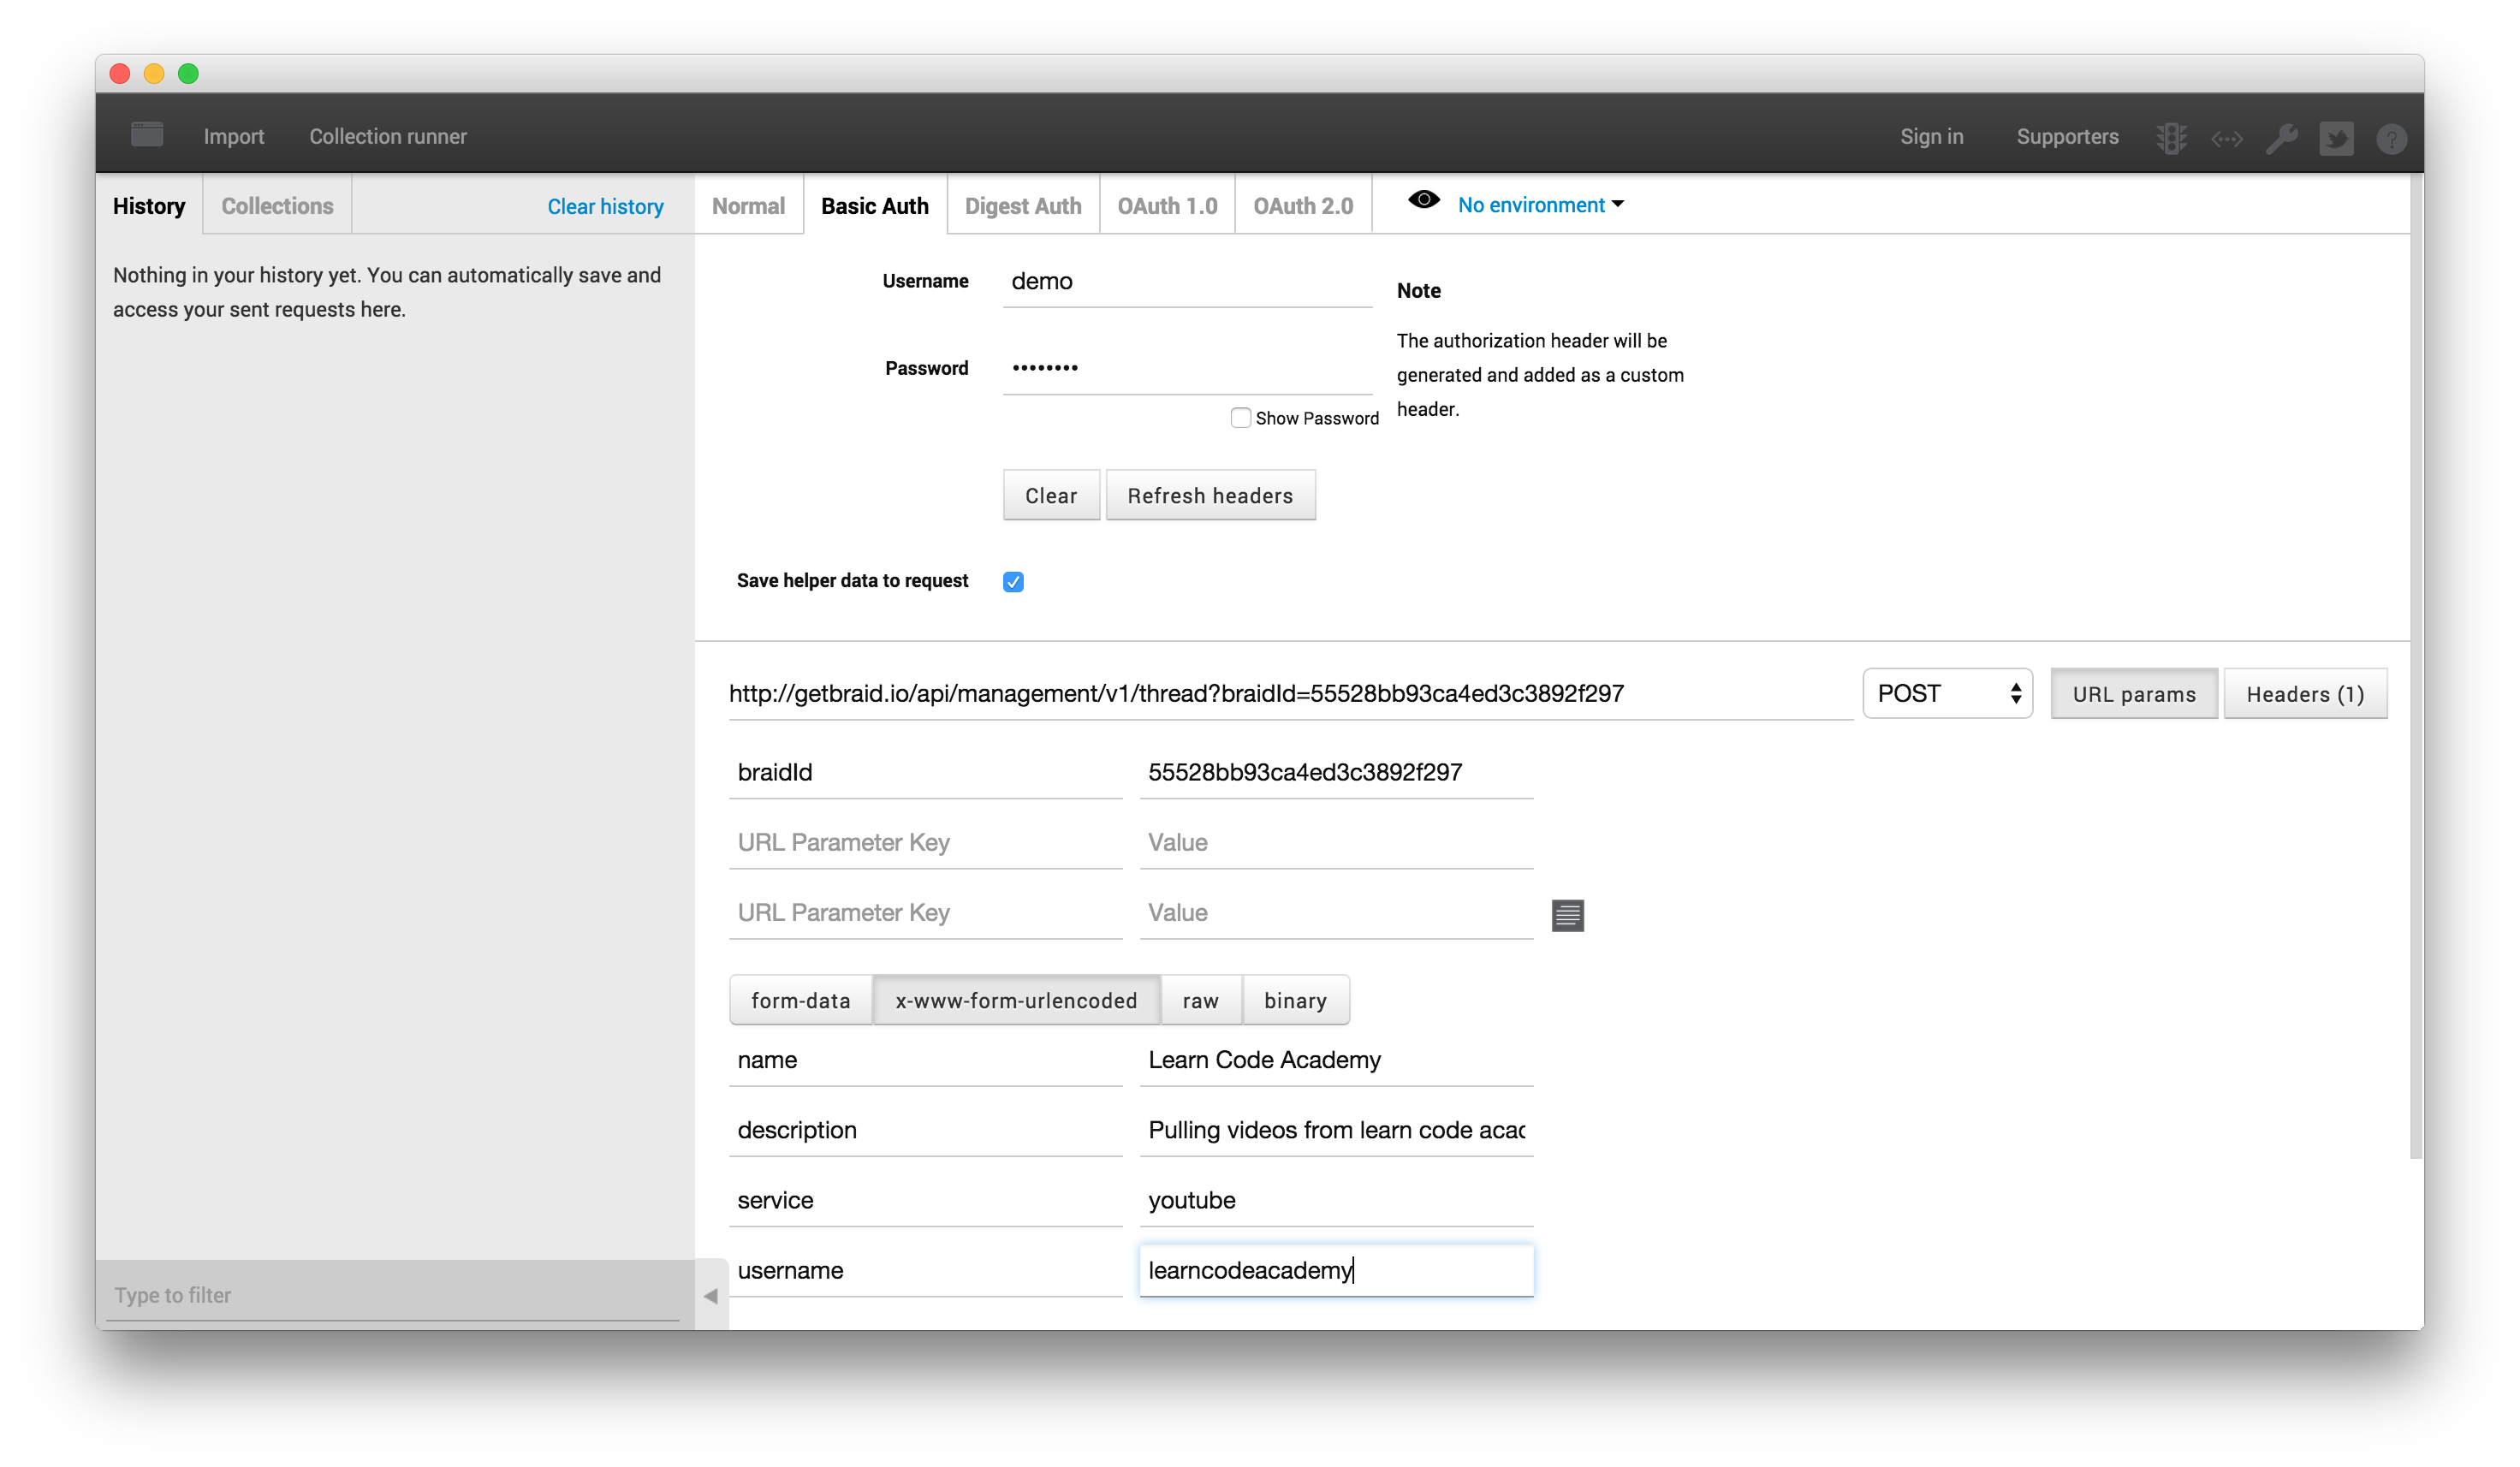 Import Collection runner Sign in Supporters
History Collections Clear history
Nothing in your history yet. You can automatically save and
access your sent requests here.
Type to filter
Normal Basic Auth Digest Auth OAuth 1.0 OAuth 2.0 No environment
Username demo
Password ••••••••
Show Password
Note
The authorization header will be
generated and added as a custom
header.
Clear Refresh headers
Save helper data to request
http://getbraid.io/api/management/v1/thread?braidId=55528bb93ca4ed3c3892f297 POST URL params Headers (1)
braidId 55528bb93ca4ed3c3892f297
URL Parameter Key Value
URL Parameter Key Value
form-data x-www-form-urlencoded raw binary
name Learn Code Academy
description Pulling videos from learn code acac
service youtube
username learncodeacademy